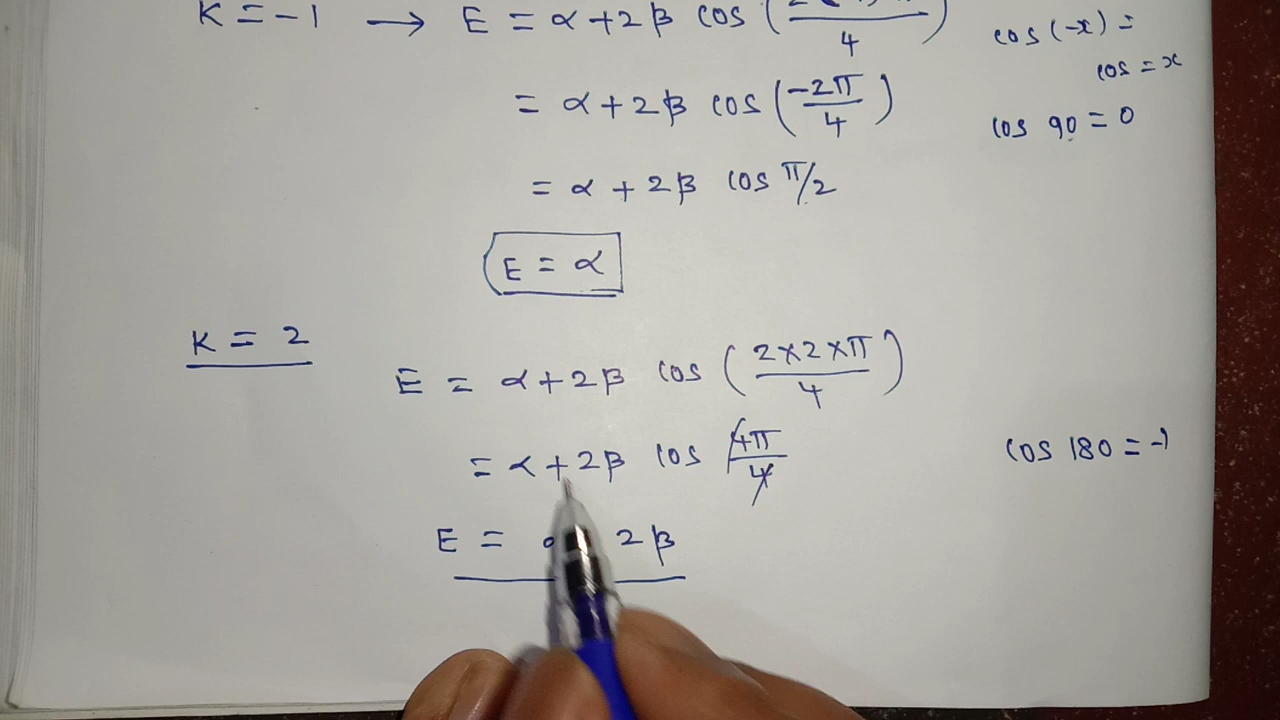 K = -1 → E = α + 2β cos ( / 4 )
cos (-x) =
cos = x
= α + 2β cos ( -2π / 4 )
cos 90 = 0
= α + 2β cos π/2
E = α
K = 2
E = α + 2β cos ( 2×2×π / 4 )
= α + 2β cos 4π / 4
cos 180 = -1
E = 2β